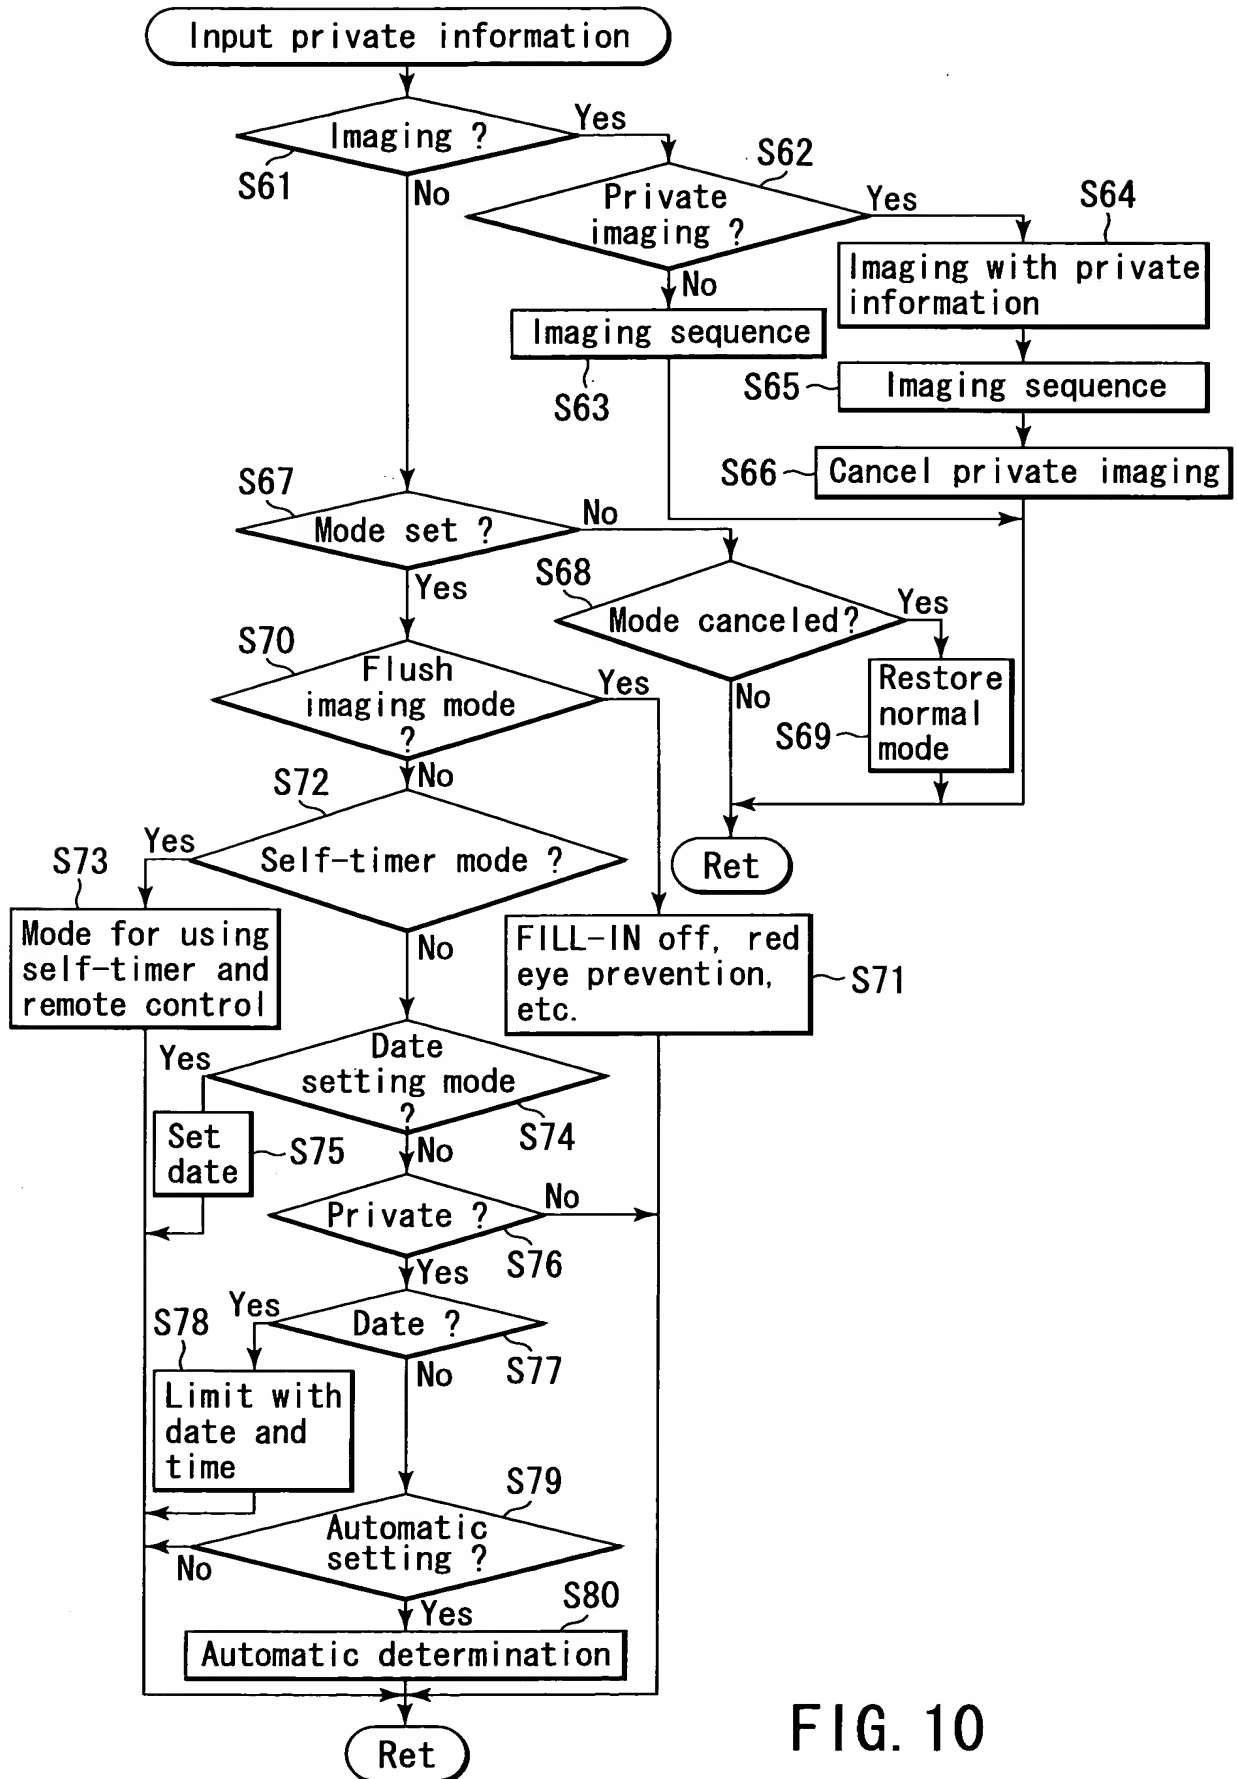 Input private information
Imaging ?
Yes
S61
No
S62
Private
imaging ?
Yes
S64
No
Imaging with private
information
Imaging sequence
S63
S65
Imaging sequence
S66
Cancel private imaging
S67
Mode set ?
No
Yes
S68
Mode canceled?
Yes
No
Restore
normal
mode
S69
Ret
S70
Flush
imaging mode
?
Yes
No
S72
Self-timer mode ?
Yes
S73
No
Mode for using
self-timer and
remote control
FILL-IN off, red
eye prevention,
etc.
S71
Date
setting mode
?
Yes
S74
No
Set
date
S75
Private ?
No
S76
Yes
Date ?
Yes
S78
S77
No
Limit with
date and
time
S79
Automatic
setting ?
No
Yes
S80
Automatic determination
Ret
FIG. 10